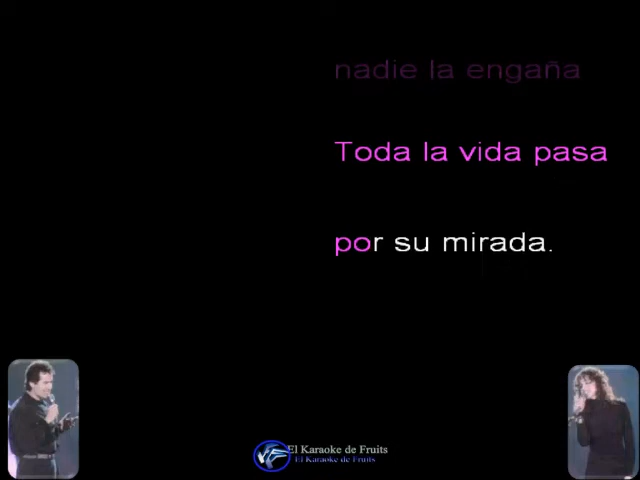 nadie la engaña
Toda la vida pasa
por su mirada.
El Karaoke de Fruits
El Karaoke de Fruits